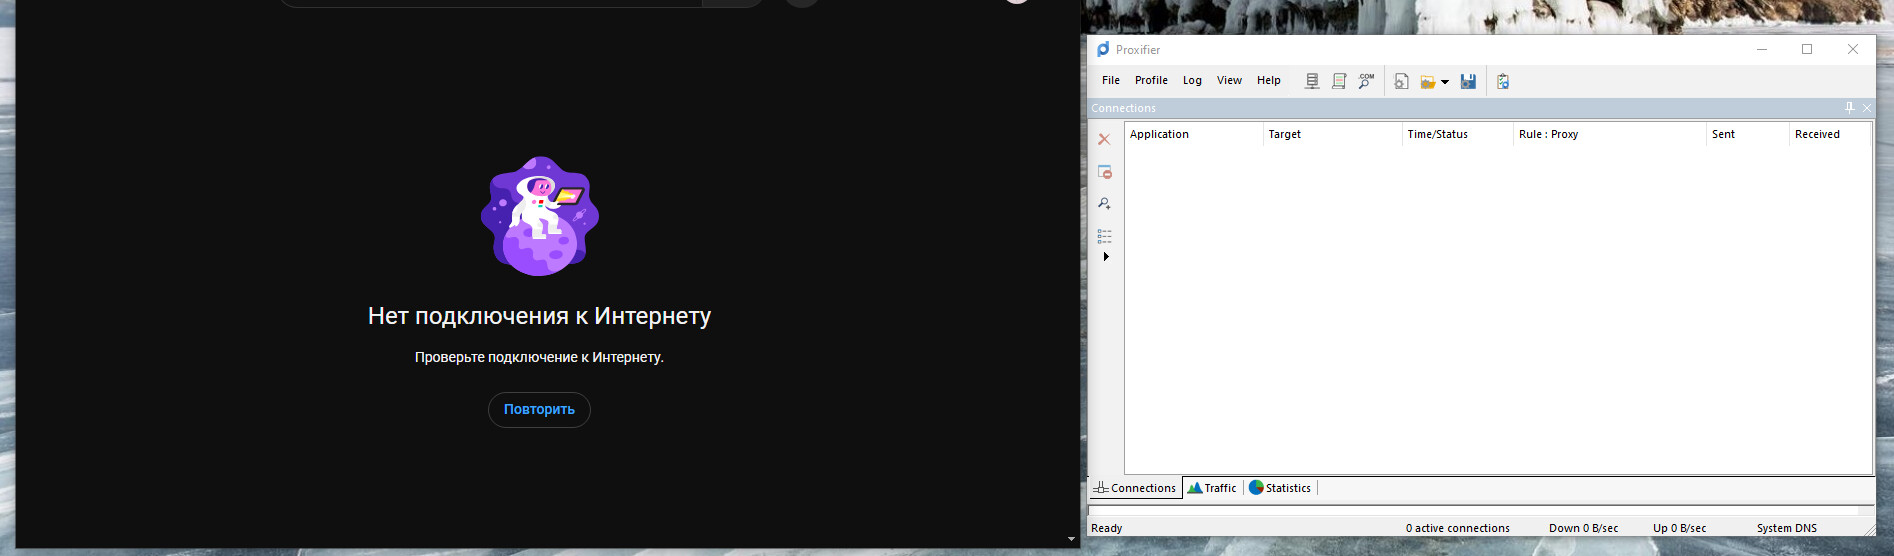 Нет подключения к Интернету
Проверьте подключение к Интернету.
Повторить
Proxifier
File Profile Log View Help .COM
Connections
Application Target Time/Status Rule : Proxy Sent Received
Connections Traffic Statistics
Ready 0 active connections Down 0 B/sec Up 0 B/sec System DNS